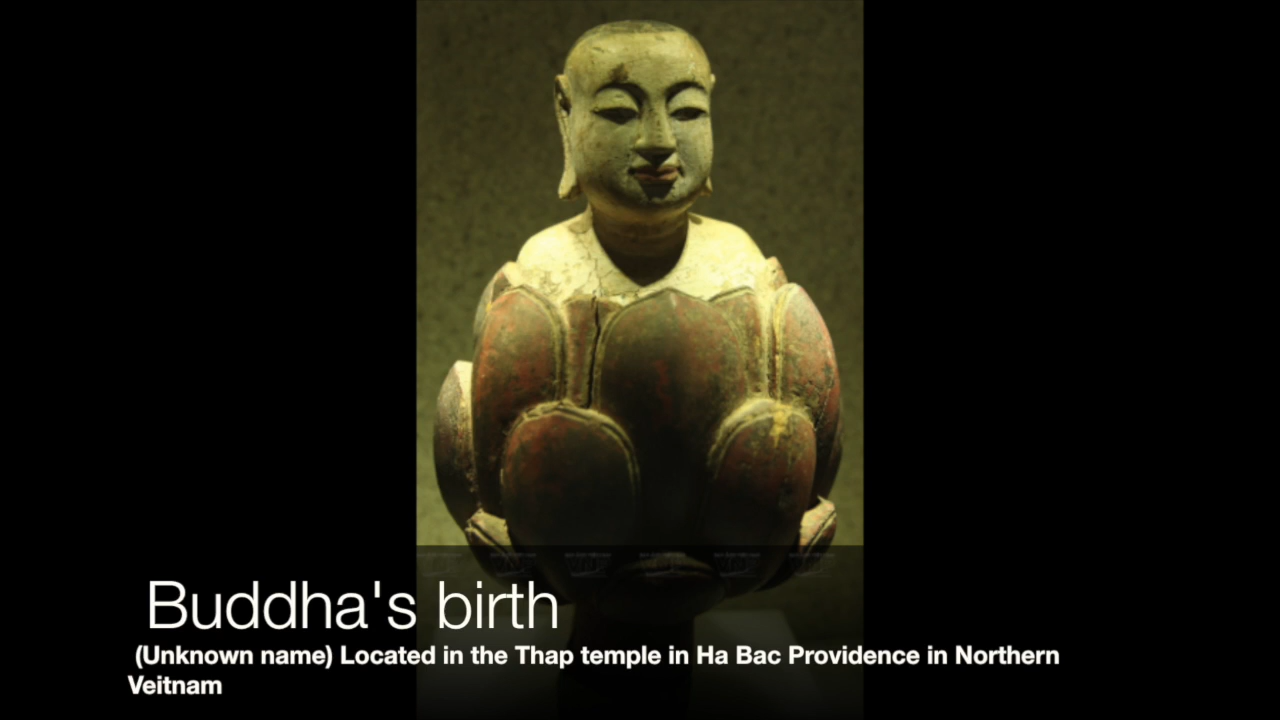 Buddha's birth
(Unknown name) Located in the Thap temple in Ha Bac Providence in Northern
Veitnam